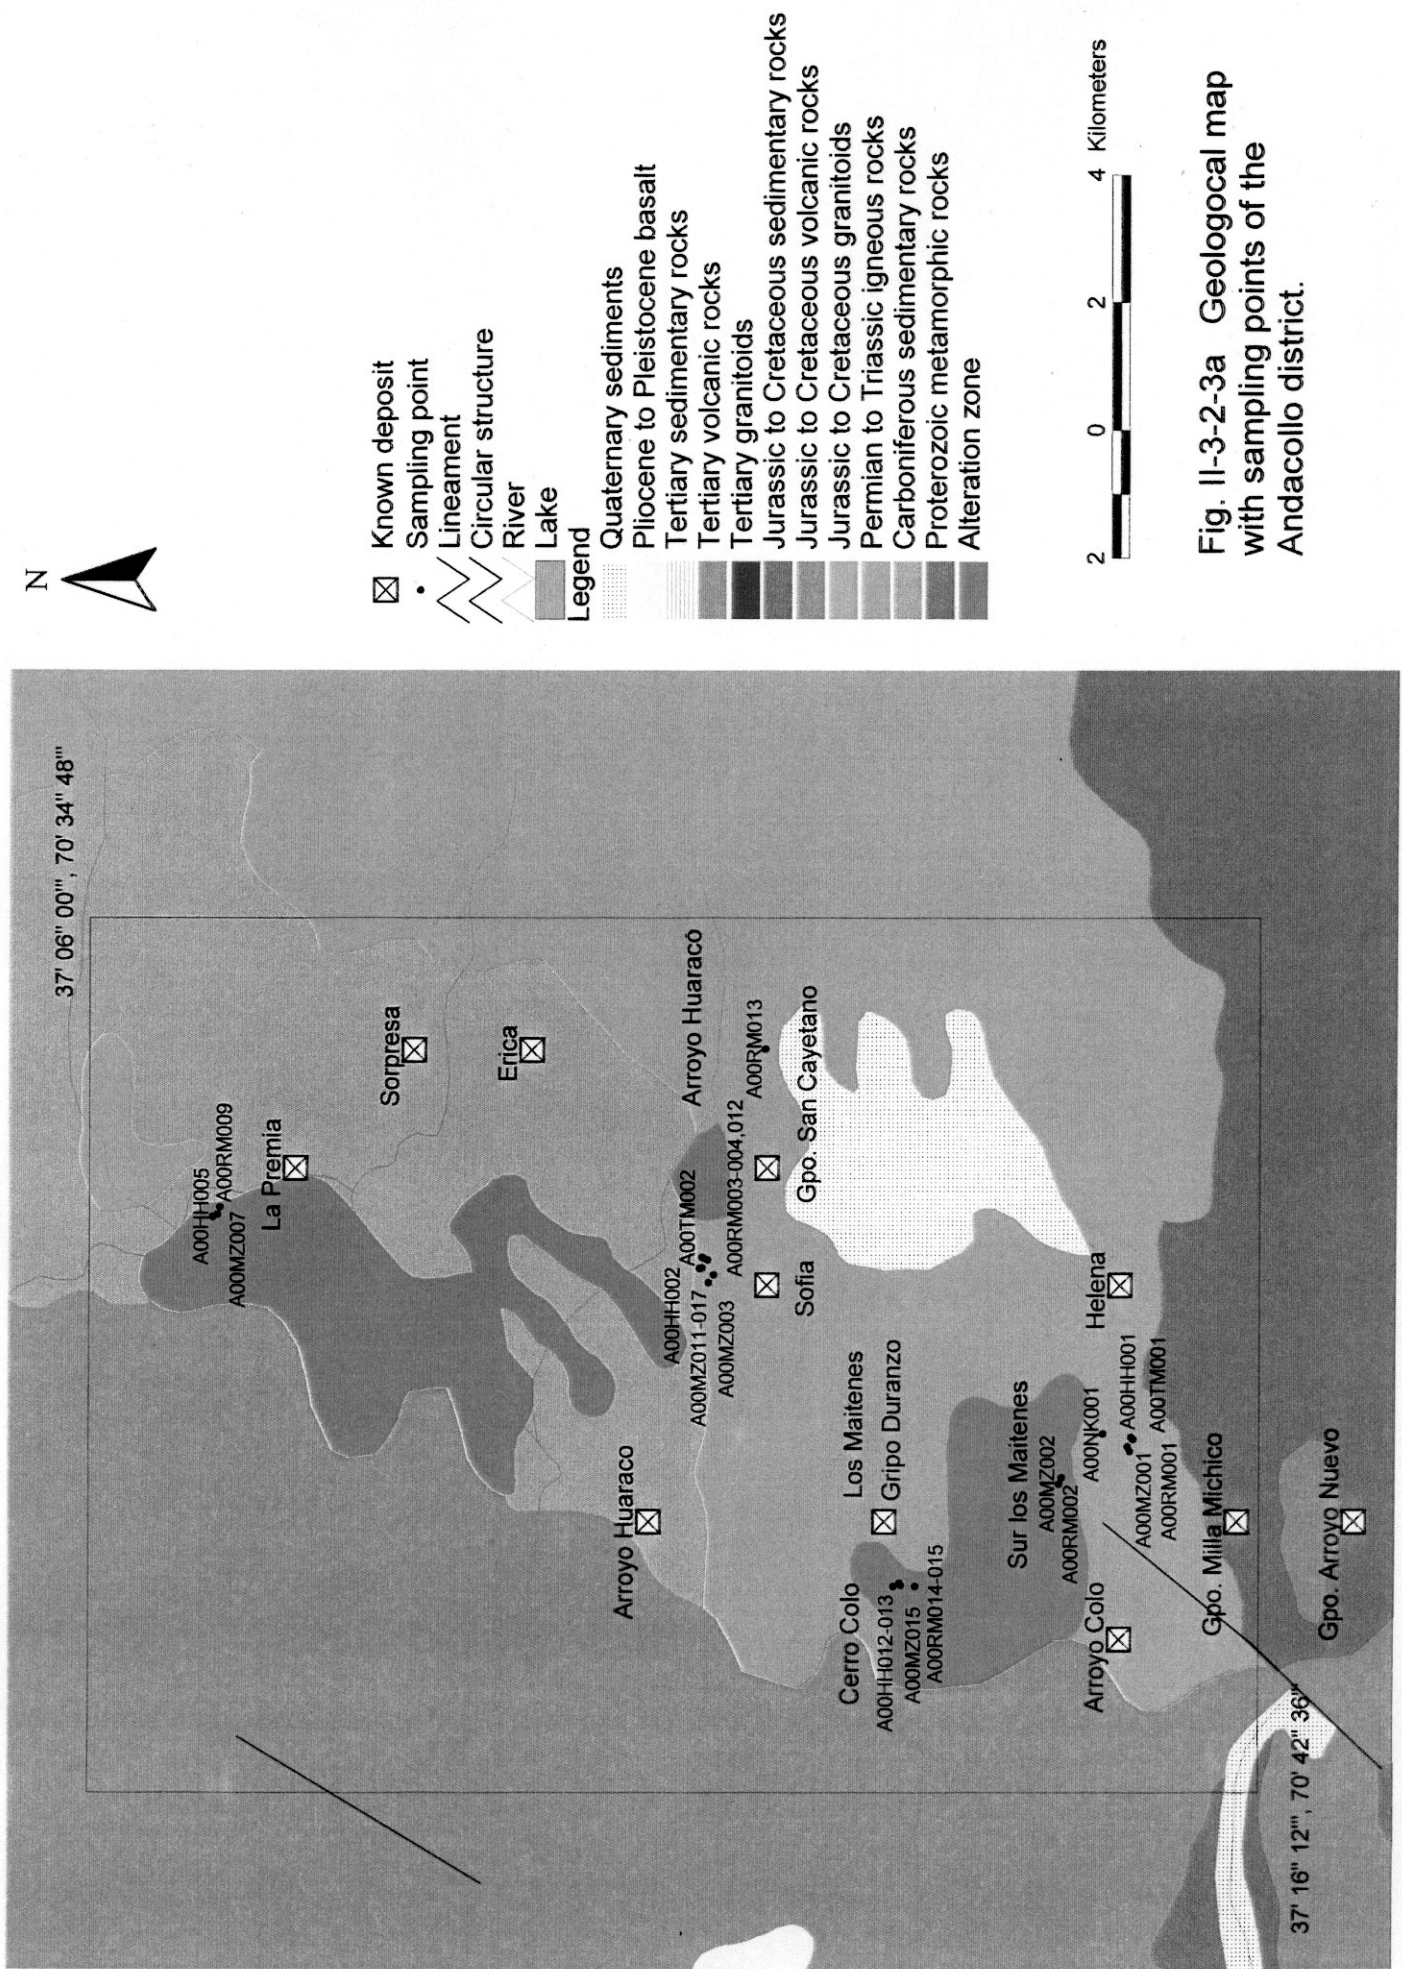 N
Known deposit
Sampling point
Lineament
Circular structure
River
Lake
Legend
Quaternary sediments
Pliocene to Pleistocene basalt
Tertiary sedimentary rocks
Tertiary volcanic rocks
Tertiary granitoids
Jurassic to Cretaceous sedimentary rocks
Jurassic to Cretaceous volcanic rocks
Jurassic to Cretaceous granitoids
Permian to Triassic igneous rocks
Carboniferous sedimentary rocks
Proterozoic metamorphic rocks
Alteration zone
2 0 2 4 Kilometers
Fig. II-3-2-3a Geologocal map
with sampling points of the
Andacollo district.
37' 06" 00"', 70' 34" 48"'
A00HH005
A00RM009
A00MZ007
La Premia
Sorpresa
Erica
Arroyo Huaraco
Arroyo Huaraco
A00HH002
A00TM002
A00MZ011-017
A00MZ003
A00RM003-004,012
A00RM013
Sofia
Gpo. San Cayetano
Los Maitenes
Gripo Duranzo
Cerro Colo
A00HH012-013
A00MZ015
A00RM014-015
Sur los Maitenes
A00MZ002
A00RM002
A00NK001
Helena
Arroyo Colo
A00HH001
A00MZ001
A00TM001
A00RM001
Gpo. Milla Michico
Gpo. Arroyo Nuevo
37' 16" 12"', 70' 42" 36"'